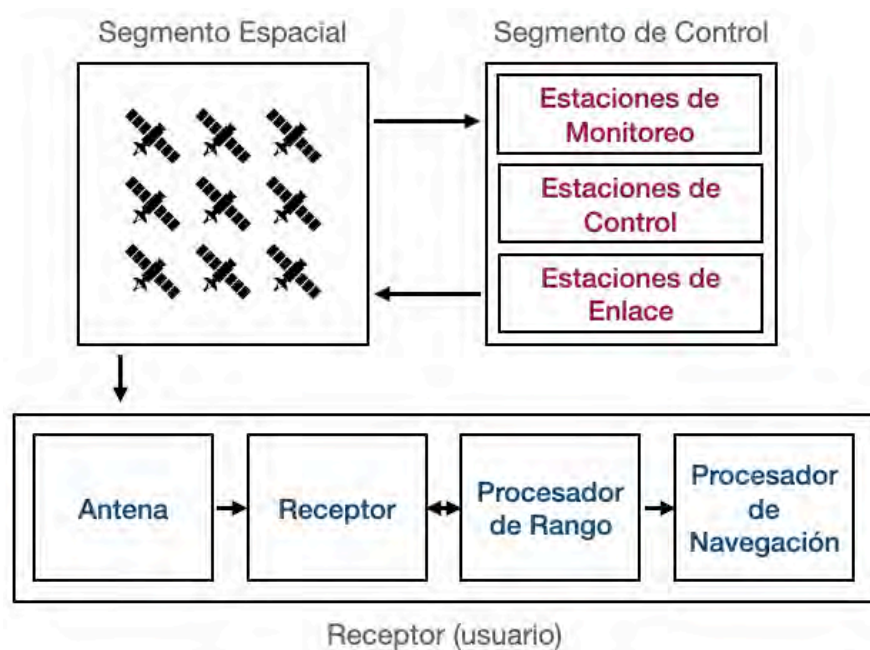 Segmento Espacial
Segmento de Control
Estaciones de
Monitoreo
Estaciones de
Control
Estaciones de
Enlace
Antena
Receptor
Procesador
de Rango
Procesador
de
Navegación
Receptor (usuario)